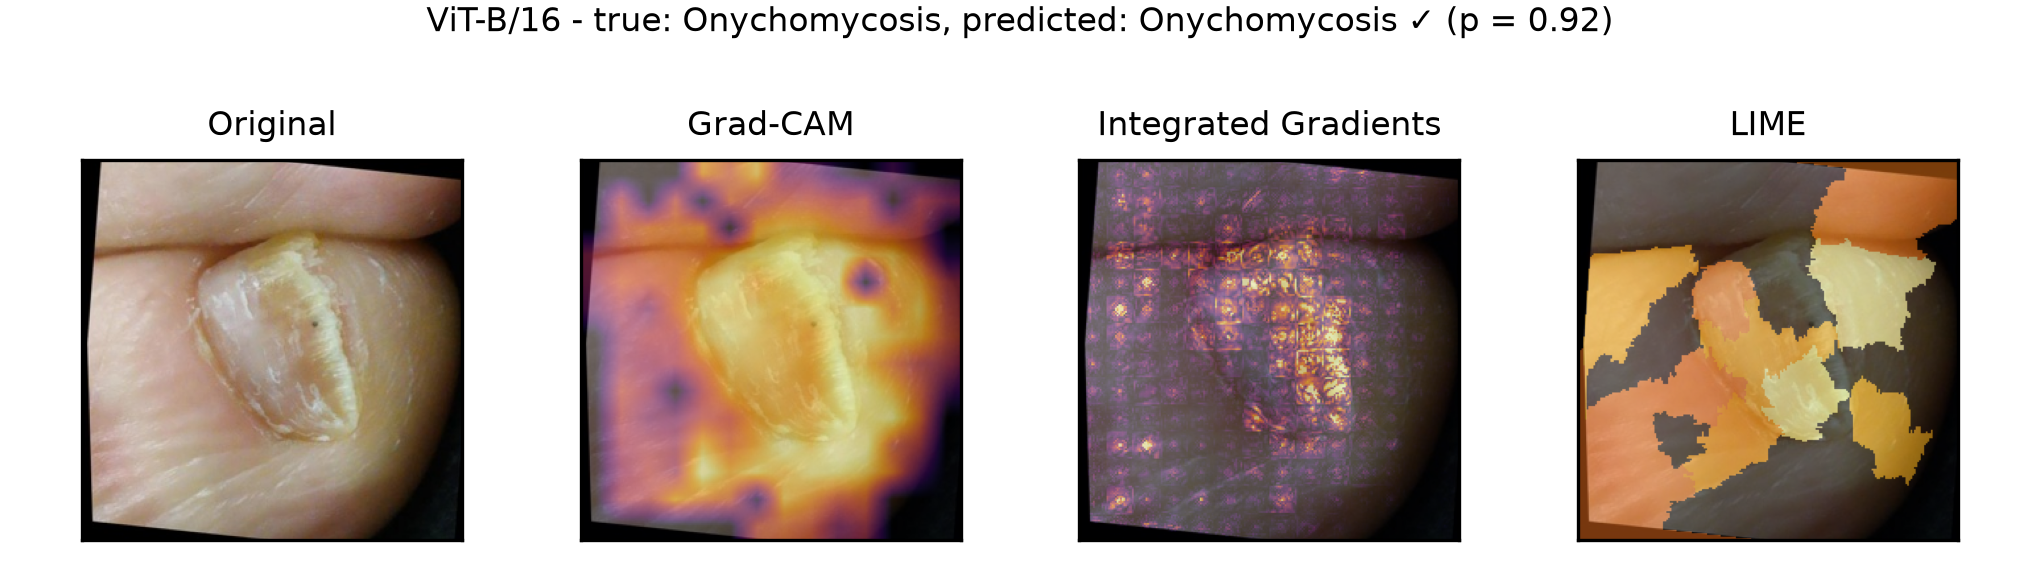 ViT-B/16 - true: Onychomycosis, predicted: Onychomycosis ✓ (p = 0.92)
Original
Grad-CAM
Integrated Gradients
LIME